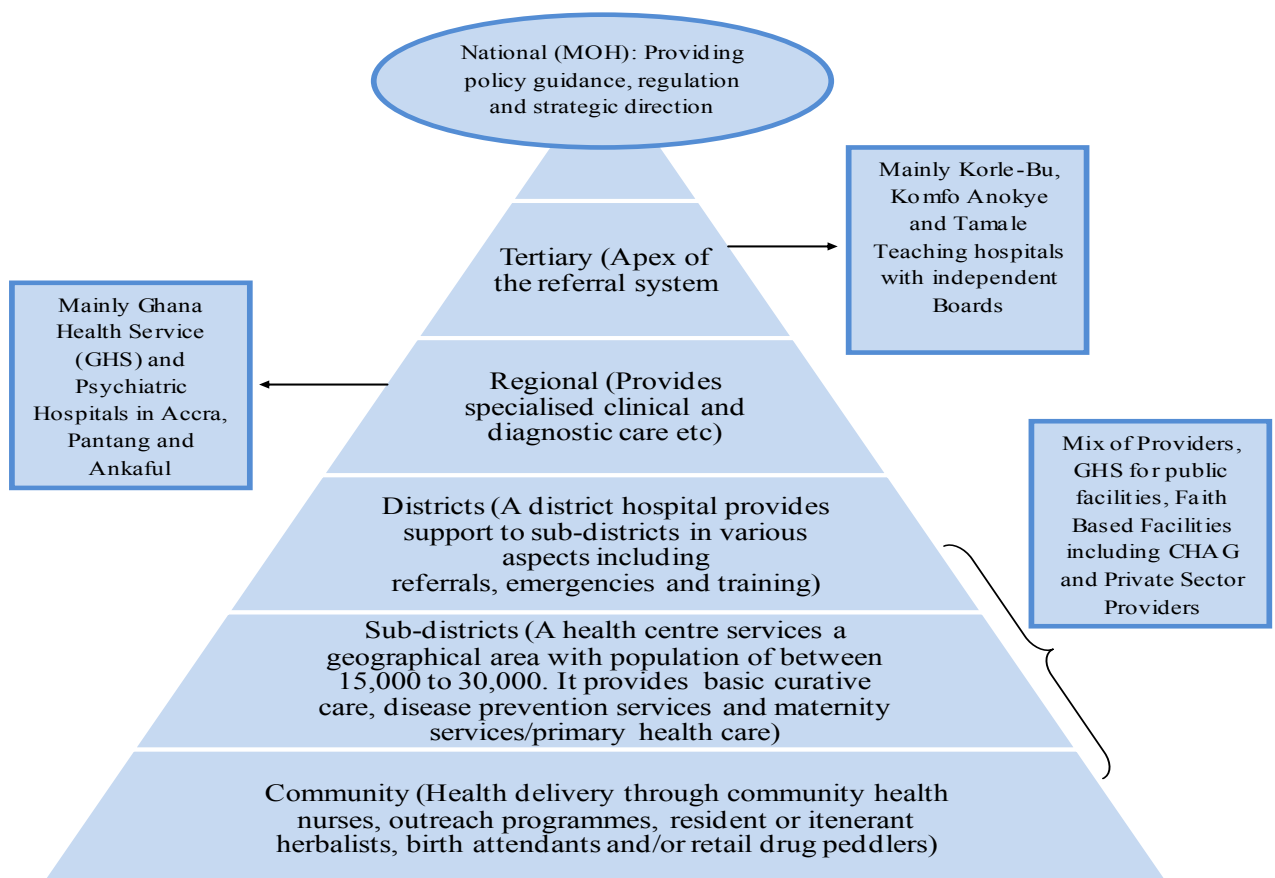 National (MOH): Providing
policy guidance, regulation
and strategic direction
Mainly Korle-Bu,
Komfo Anokye
and Tamale
Teaching hospitals
with independent
Boards
Tertiary (Apex of
the referral system
Mainly Ghana
Health Service
(GHS) and
Psychiatric
Hospitals in Accra,
Pantang and
Ankaful
Regional (Provides
specialised clinical and
diagnostic care etc)
Mix of Providers,
GHS for public
facilities, Faith
Based Facilities
including CHAG
and Private Sector
Providers
Districts (A district hospital provides
support to sub-districts in various
aspects including
referrals, emergencies and training)
Sub-districts (A health centre services a
geographical area with population of between
15,000 to 30,000. It provides basic curative
care, disease prevention services and maternity
services/primary health care)
Community (Health delivery through community health
nurses, outreach programmes, resident or itenerant
herbalists, birth attendants and/or retail drug peddlers)